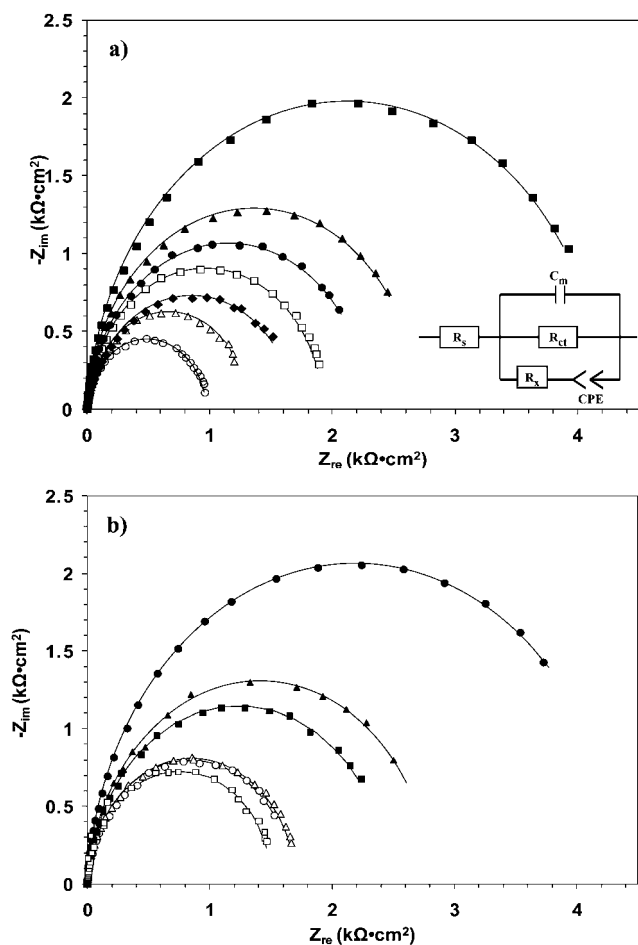 a)
2.5
2
1.5
1
0.5
0
-Z_im (kΩ•cm²)
C_m
R_s
R_ct
R_x
CPE
0 1 2 3 4
Z_re (kΩ•cm²)
b)
2.5
2
1.5
1
0.5
0
-Z_im (kΩ•cm²)
0 1 2 3 4
Z_re (kΩ•cm²)